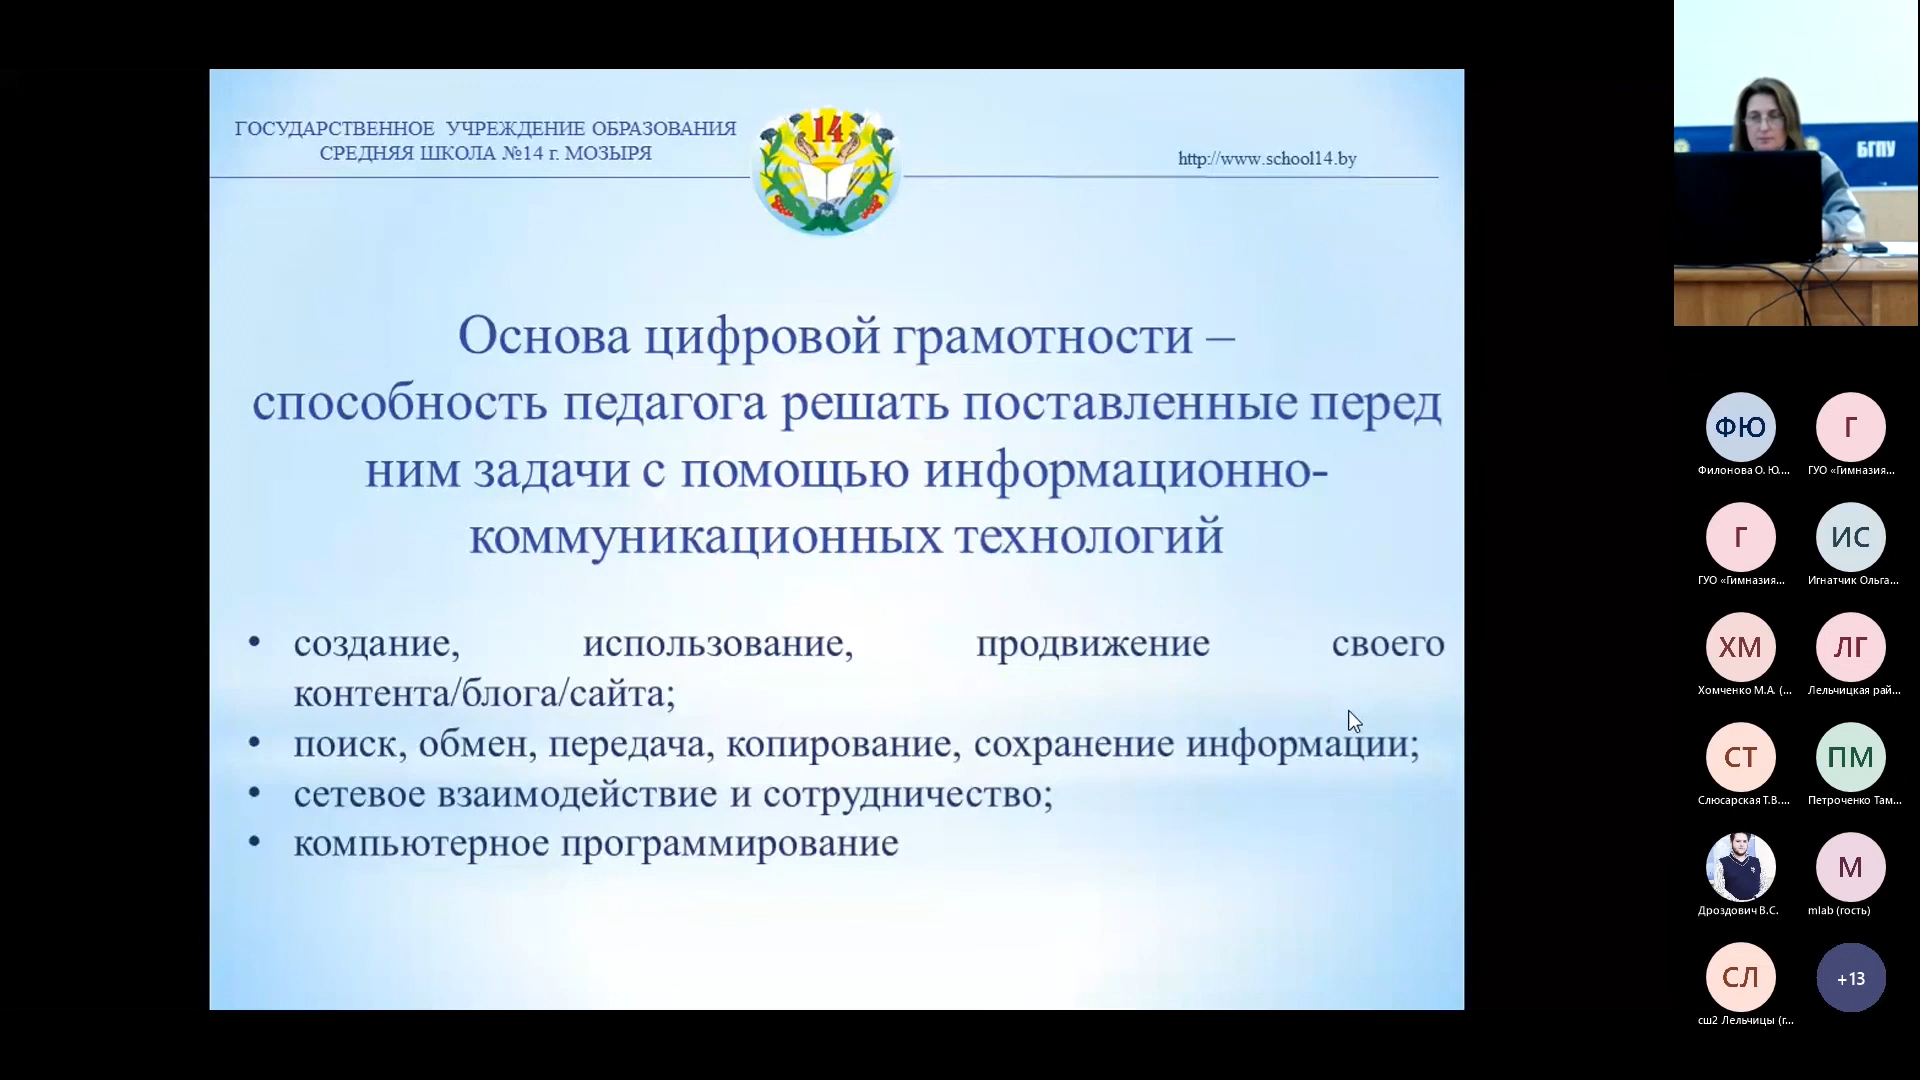 ГОСУДАРСТВЕННОЕ УЧРЕЖДЕНИЕ ОБРАЗОВАНИЯ
СРЕДНЯЯ ШКОЛА №14 г. МОЗЫРЯ
14
http://www.school14.by
Основа цифровой грамотности –
способность педагога решать поставленные перед
ним задачи с помощью информационно-
коммуникационных технологий
• создание, использование, продвижение своего
контента/блога/сайта;
• поиск, обмен, передача, копирование, сохранение информации;
• сетевое взаимодействие и сотрудничество;
• компьютерное программирование
БГПУ
ФЮ
Г
Филонова О. Ю....
ГУО «Гимназия...
Г
ИС
ГУО «Гимназия...
Игнатчик Ольга...
ХМ
ЛГ
Хомченко М.А. (...
Лельчицкая рай...
СТ
ПМ
Слюсарская Т.В....
Петроченко Там...
М
Дроздович В.С.
mlab (гость)
СЛ
+13
сш2 Лельчицы (г...